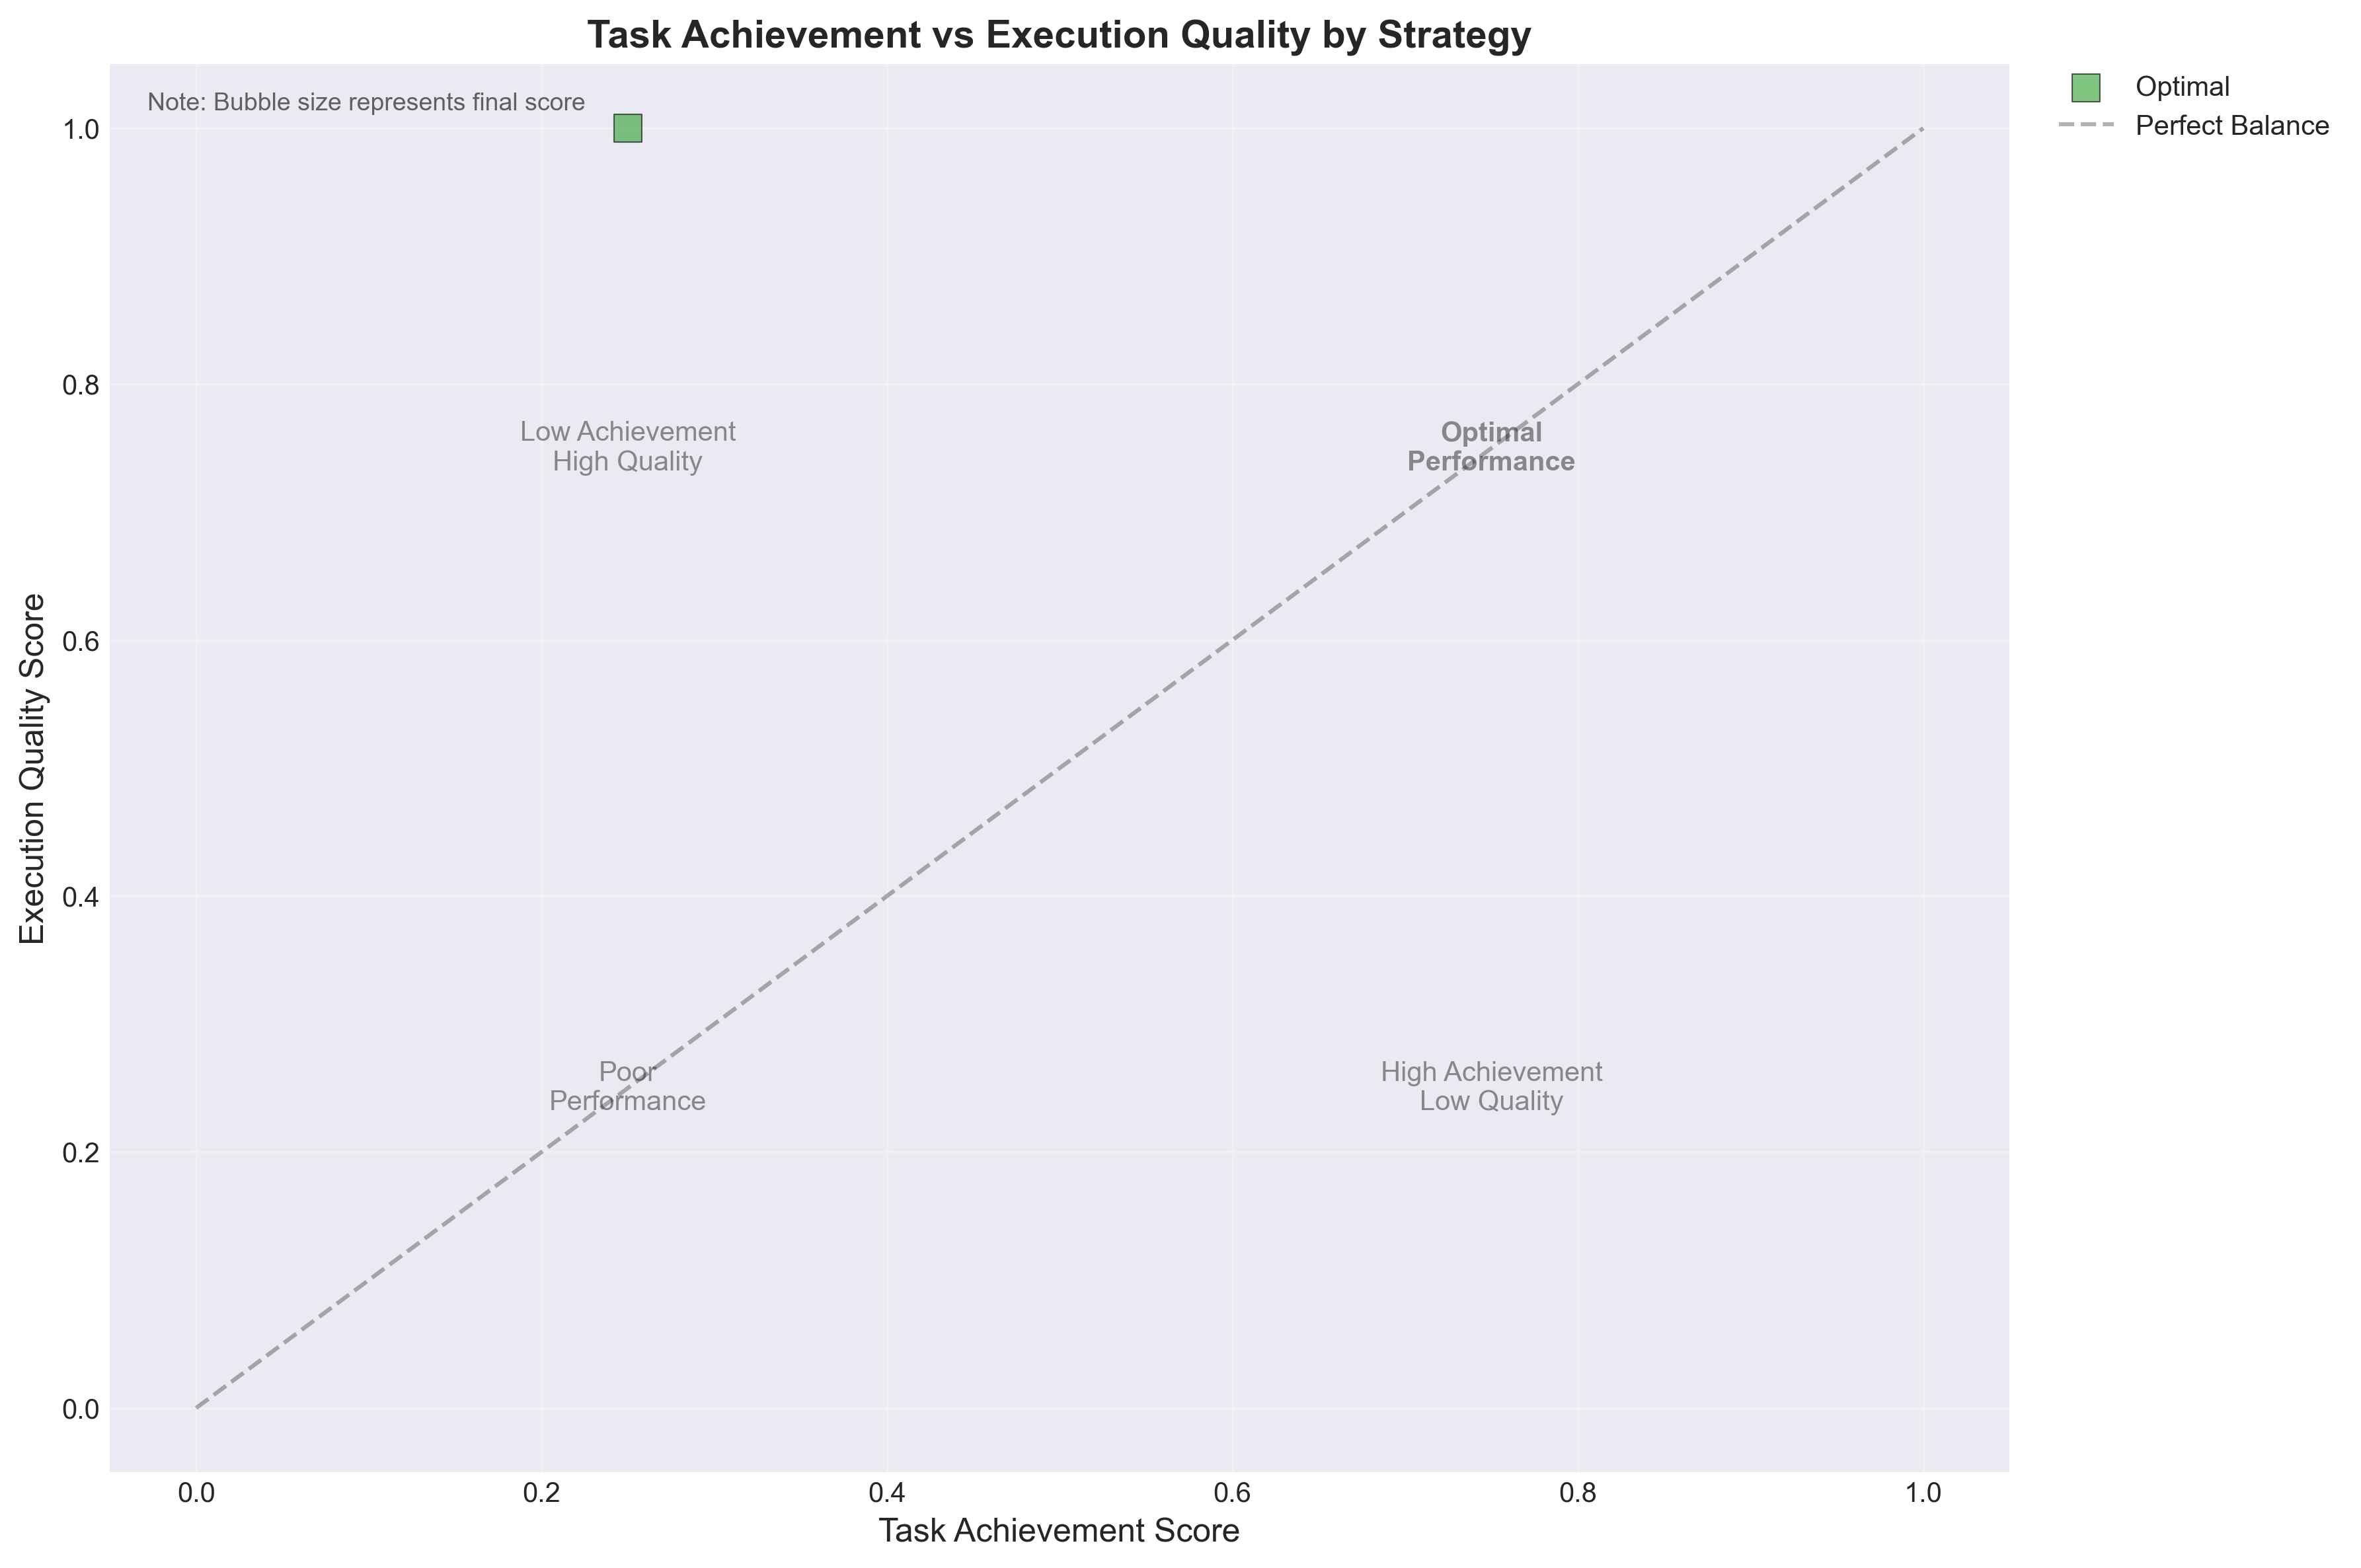 Task Achievement vs Execution Quality by Strategy
Note: Bubble size represents final score
Optimal
Perfect Balance
1.0
0.8
0.6
0.4
0.2
0.0
Execution Quality Score
Low Achievement
High Quality
Optimal
Performance
Poor
Performance
High Achievement
Low Quality
0.0
0.2
0.4
0.6
0.8
1.0
Task Achievement Score